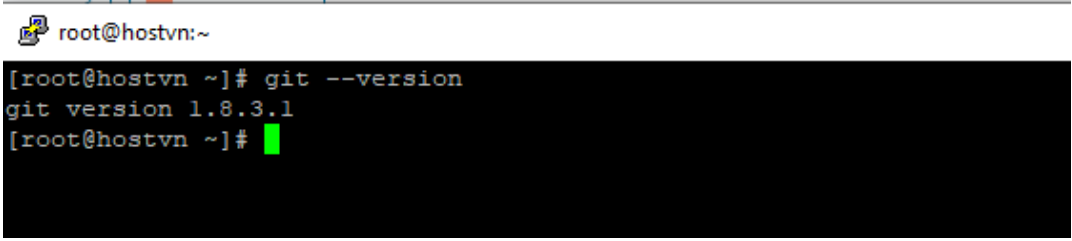 root@hostvn:~
[root@hostvn ~]# git --version
git version 1.8.3.1
[root@hostvn ~]#